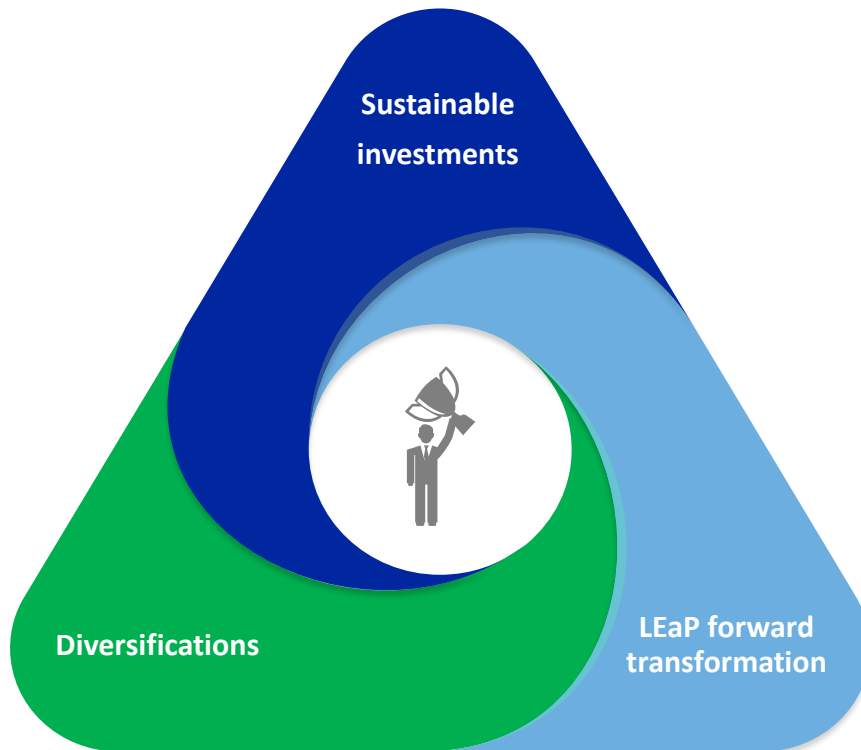 Sustainable
investments
Diversifications
LEaP forward
transformation